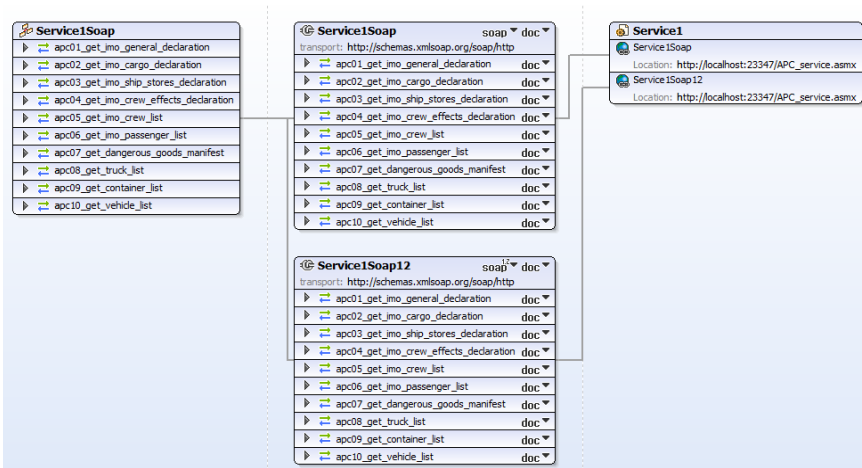 Service1Soap
apc01_get_imo_general_declaration
apc02_get_imo_cargo_declaration
apc03_get_imo_ship_stores_declaration
apc04_get_imo_crew_effects_declaration
apc05_get_imo_crew_list
apc06_get_imo_passenger_list
apc07_get_dangerous_goods_manifest
apc08_get_truck_list
apc09_get_container_list
apc10_get_vehicle_list
Service1Soap soap doc
transport: http://schemas.xmlsoap.org/soap/http
apc01_get_imo_general_declaration doc
apc02_get_imo_cargo_declaration doc
apc03_get_imo_ship_stores_declaration doc
apc04_get_imo_crew_effects_declaration doc
apc05_get_imo_crew_list doc
apc06_get_imo_passenger_list doc
apc07_get_dangerous_goods_manifest doc
apc08_get_truck_list doc
apc09_get_container_list doc
apc10_get_vehicle_list doc
Service1Soap12 soap12 doc
transport: http://schemas.xmlsoap.org/soap/http
apc01_get_imo_general_declaration doc
apc02_get_imo_cargo_declaration doc
apc03_get_imo_ship_stores_declaration doc
apc04_get_imo_crew_effects_declaration doc
apc05_get_imo_crew_list doc
apc06_get_imo_passenger_list doc
apc07_get_dangerous_goods_manifest doc
apc08_get_truck_list doc
apc09_get_container_list doc
apc10_get_vehicle_list doc
Service1
Service1Soap
Location: http://localhost:23347/APC_service.asmx
Service1Soap12
Location: http://localhost:23347/APC_service.asmx